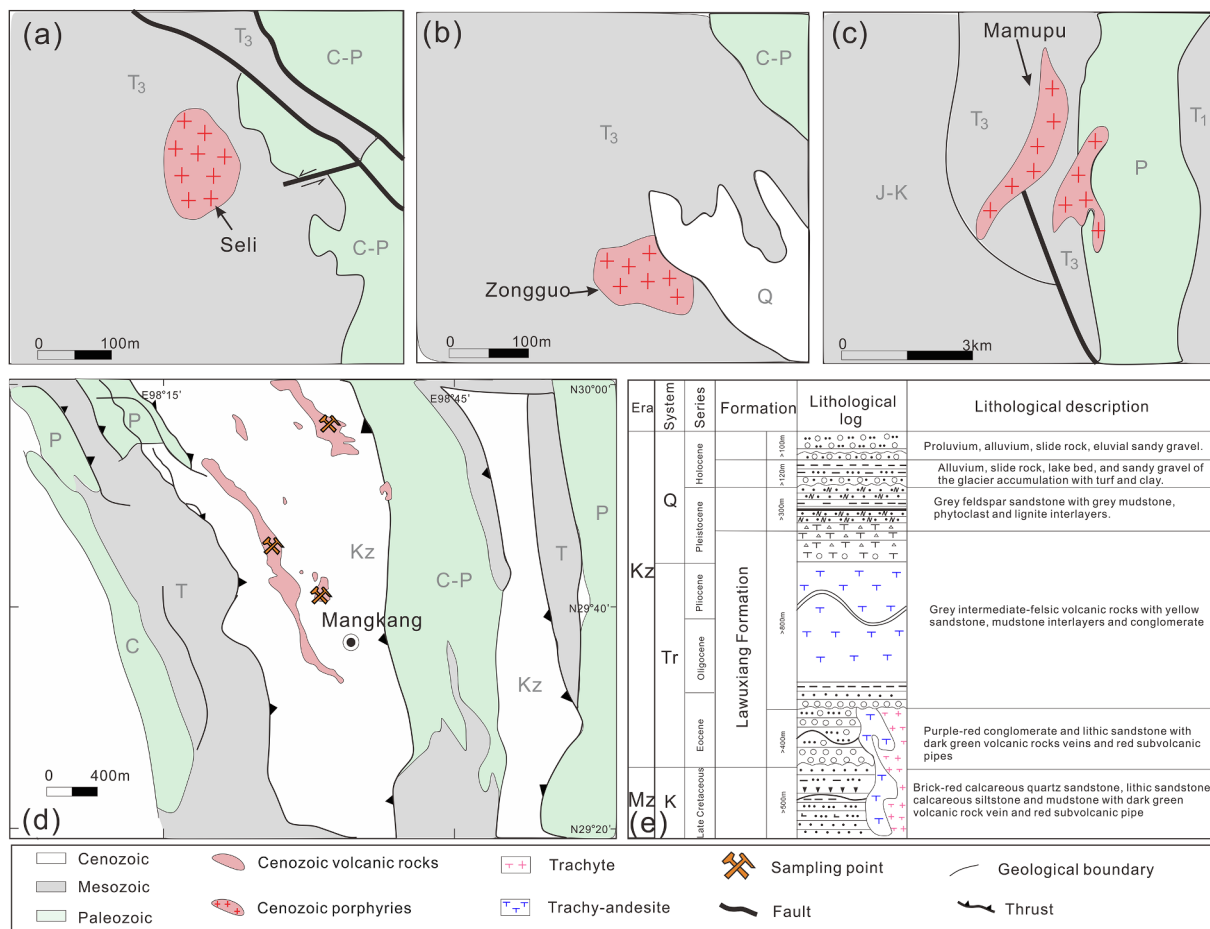 (a)
T3
C-P
T3
C-P
Seli
0 100m
(b)
C-P
T3
Zongguo
Q
0 100m
(c)
Mamupu
T3
T1
P
J-K
T3
0 3km
E98°15'
E98°45'
N30°00'
P
P
P
Kz
T
C-P
T
N29°40'
Mangkang
C
Kz
0 400m
(d)
N29°20'
Era
System
Series
Formation
Lithological
log
Lithological description
Kz
Q
Holocene
>100m
Proluvium, alluvium, slide rock, eluvial sandy gravel.
>120m
Alluvium, slide rock, lake bed, and sandy gravel of
the glacier accumulation with turf and clay.
Pleistocene
>300m
Grey feldspar sandstone with grey mudstone,
phytoclast and lignite interlayers.
Tr
Pliocene
Oligocene
Eocene
Lawuxiang Formation
>800m
Grey intermediate-felsic volcanic rocks with yellow
sandstone, mudstone interlayers and conglomerate
>400m
Purple-red conglomerate and lithic sandstone with
dark green volcanic rocks veins and red subvolcanic
pipes
Mz
K
Late Cretaceous
>500m
Brick-red calcareous quartz sandstone, lithic sandstone
calcareous siltstone and mudstone with dark green
volcanic rock vein and red subvolcanic pipe
(e)
Cenozoic
Mesozoic
Paleozoic
Cenozoic volcanic rocks
Cenozoic porphyries
Trachyte
Trachy-andesite
Sampling point
Fault
Geological boundary
Thrust